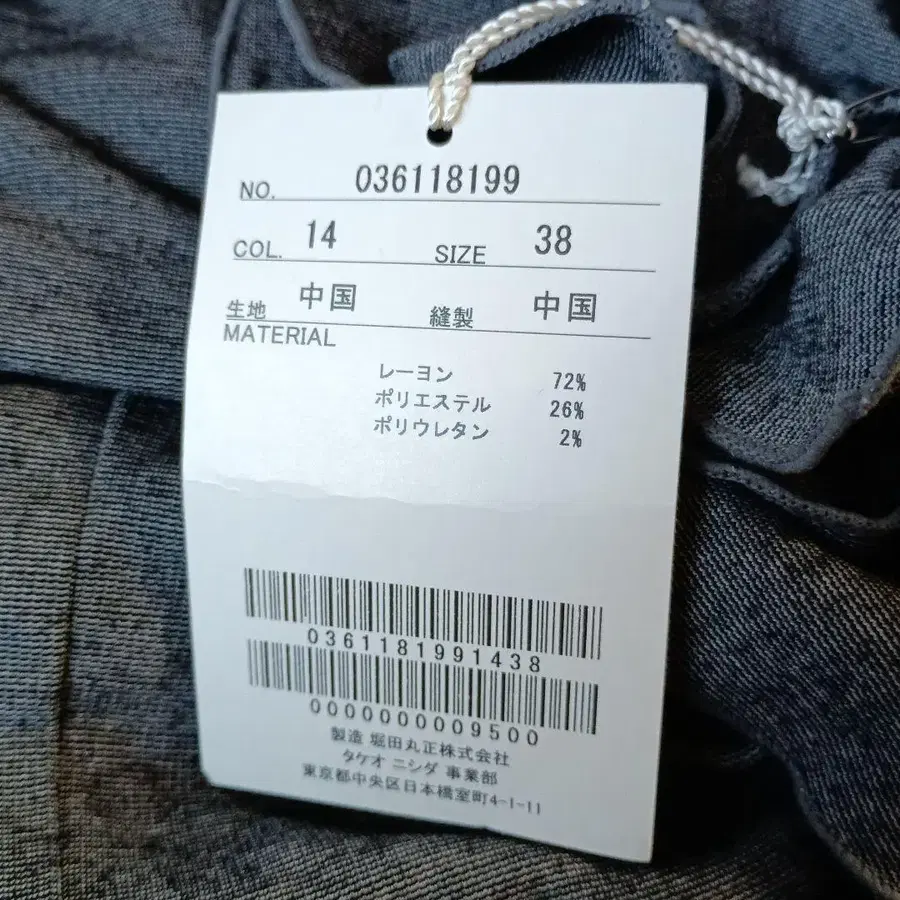 NO. 036118199
COL. 14 SIZE 38
生地 中国 縫製 中国
MATERIAL
レーヨン 72%
ポリエステル 26%
ポリウレタン 2%
0361181991438
0000000009500
製造 堀田丸正株式会社
タケオ ニシダ 事業部
東京都中央区日本橋室町4-1-11